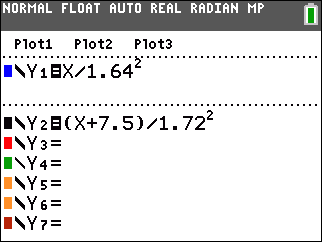 NORMAL FLOAT AUTO REAL RADIAN MP
Plot1 Plot2 Plot3
\Y₁=X/1.64²
\Y₂=(X+7.5)/1.72²
\Y₃=
\Y₄=
\Y₅=
\Y₆=
\Y₇=